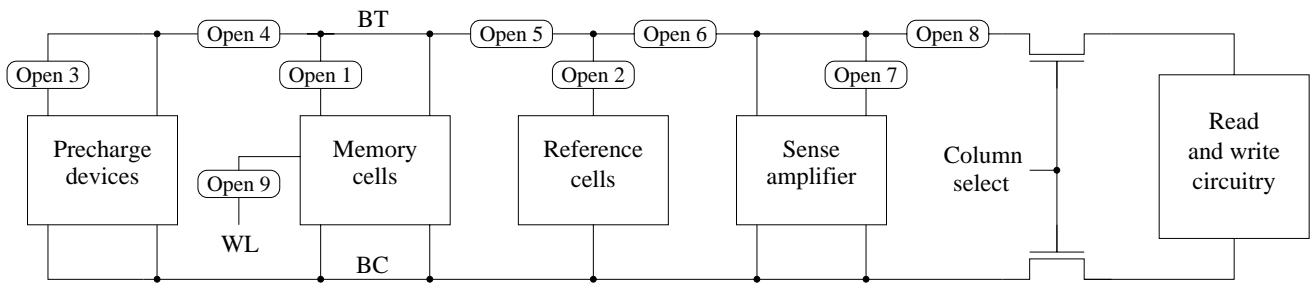 BT
Open 4
Open 5
Open 6
Open 8
Open 3
Open 1
Open 2
Open 7
Precharge
devices
Memory
cells
Reference
cells
Sense
amplifier
Column
select
Read
and write
circuitry
Open 9
WL
BC